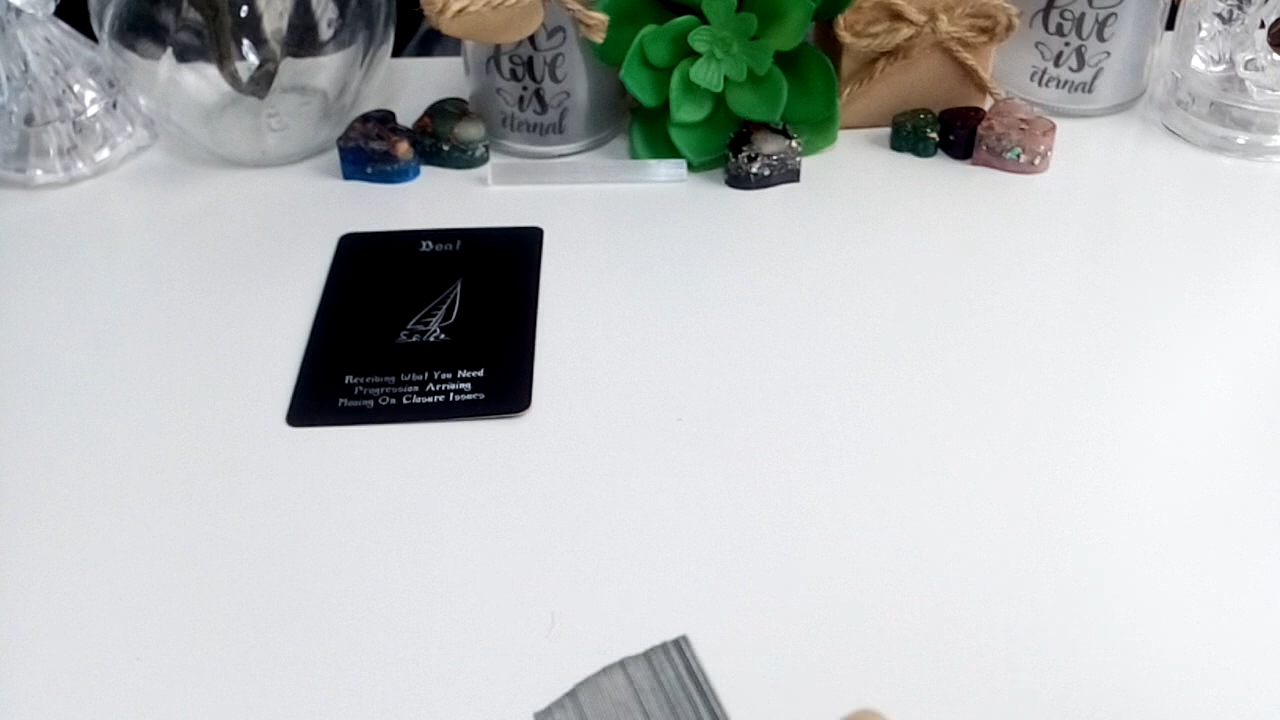 love
is
eternal
love
is
eternal
Boat
Receiving What You Need
Progression Arriving
Moving On Closure Issues